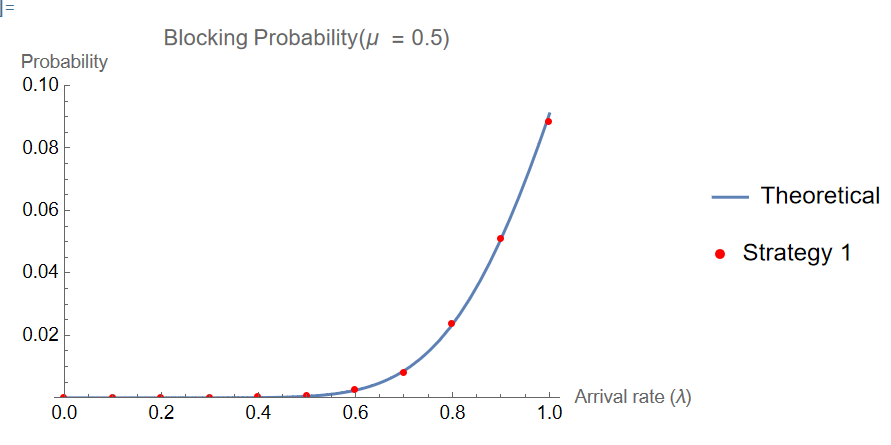 ]=
Blocking Probability(μ = 0.5)
Probability
0.10
0.08
0.06
0.04
0.02
0.0 0.2 0.4 0.6 0.8 1.0
Arrival rate (λ)
Theoretical
Strategy 1